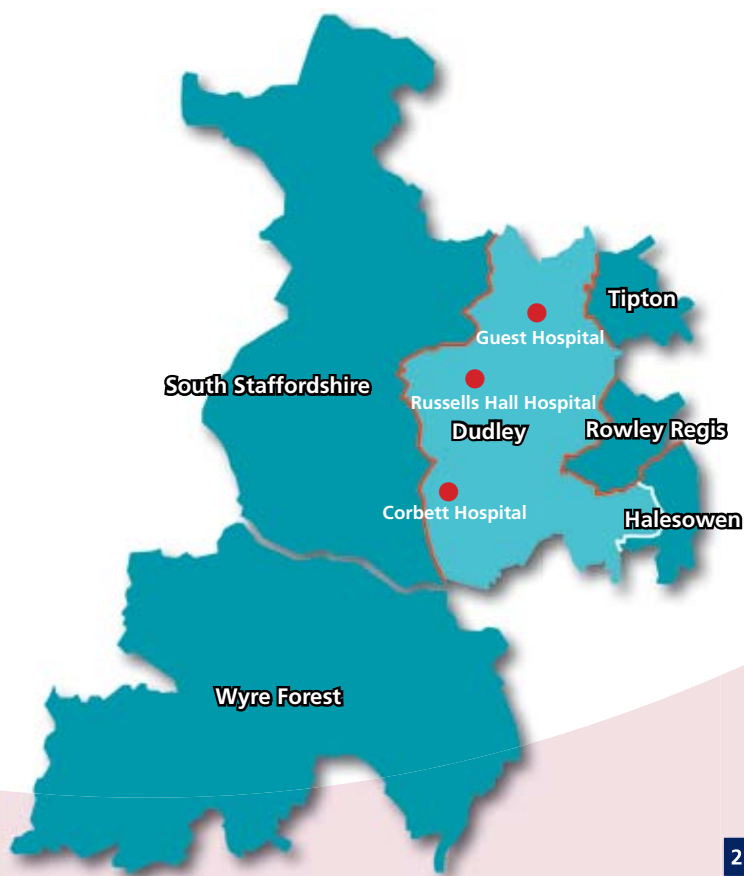 Tipton
Guest Hospital
South Staffordshire
Russells Hall Hospital
Dudley
Rowley Regis
Corbett Hospital
Halesowen
Wyre Forest
2